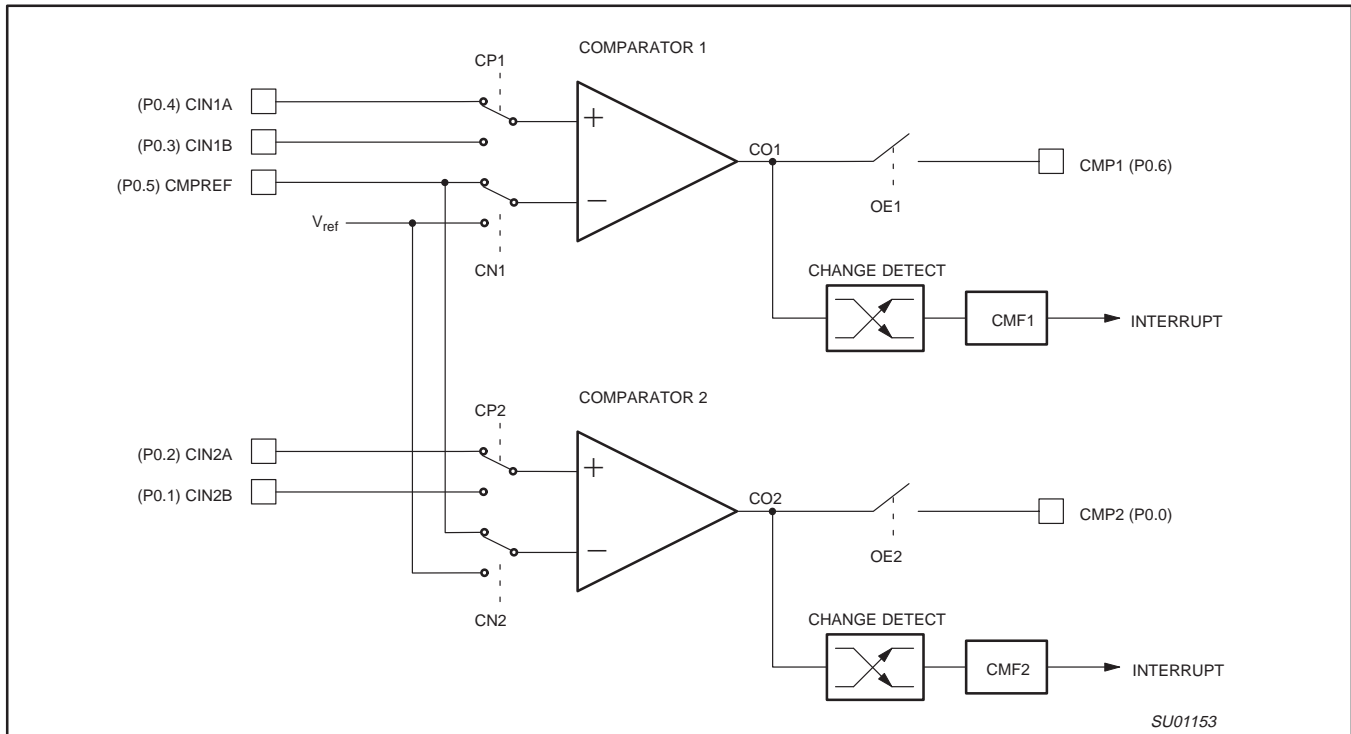 COMPARATOR 1
CP1
(P0.4) CIN1A
+
(P0.3) CIN1B
CO1
CMP1 (P0.6)
(P0.5) CMPREF
−
OE1
Vref
CN1
CHANGE DETECT
CMF1
INTERRUPT
COMPARATOR 2
CP2
(P0.2) CIN2A
+
(P0.1) CIN2B
CO2
CMP2 (P0.0)
−
OE2
CN2
CHANGE DETECT
CMF2
INTERRUPT
SU01153